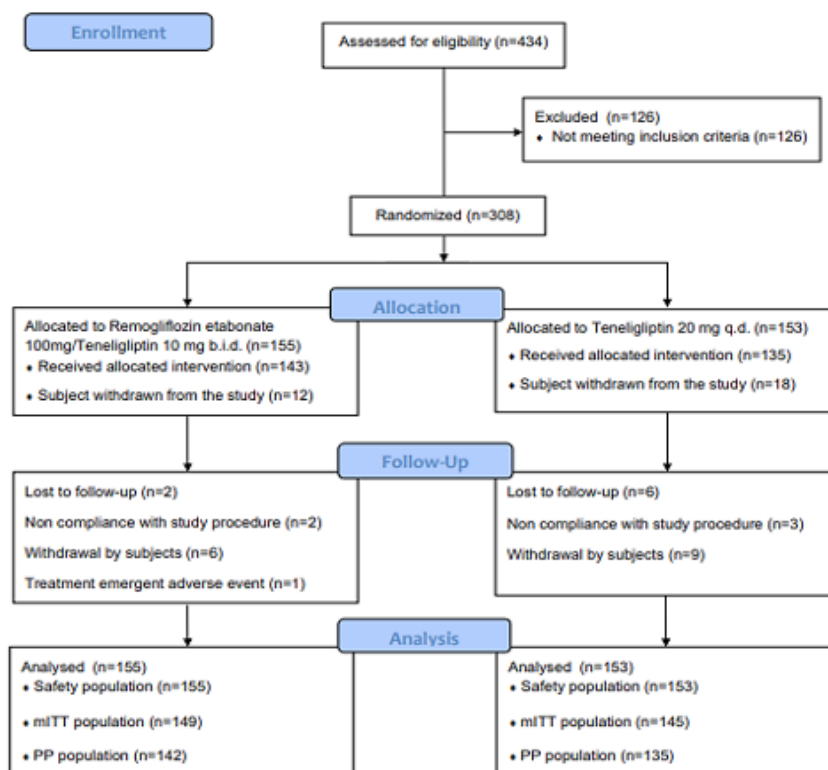 Enrollment
Assessed for eligibility (n=434)
Excluded (n=126)
♦ Not meeting inclusion criteria (n=126)
Randomized (n=308)
Allocation
Allocated to Remogliflozin etabonate
100mg/Teneligliptin 10 mg b.i.d. (n=155)
♦ Received allocated intervention (n=143)
♦ Subject withdrawn from the study (n=12)
Allocated to Teneligliptin 20 mg q.d. (n=153)
♦ Received allocated intervention (n=135)
♦ Subject withdrawn from the study (n=18)
Follow-Up
Lost to follow-up (n=2)
Non compliance with study procedure (n=2)
Withdrawal by subjects (n=6)
Treatment emergent adverse event (n=1)
Lost to follow-up (n=6)
Non compliance with study procedure (n=3)
Withdrawal by subjects (n=9)
Analysis
Analysed (n=155)
♦ Safety population (n=155)
♦ mITT population (n=149)
♦ PP population (n=142)
Analysed (n=153)
♦ Safety population (n=153)
♦ mITT population (n=145)
♦ PP population (n=135)